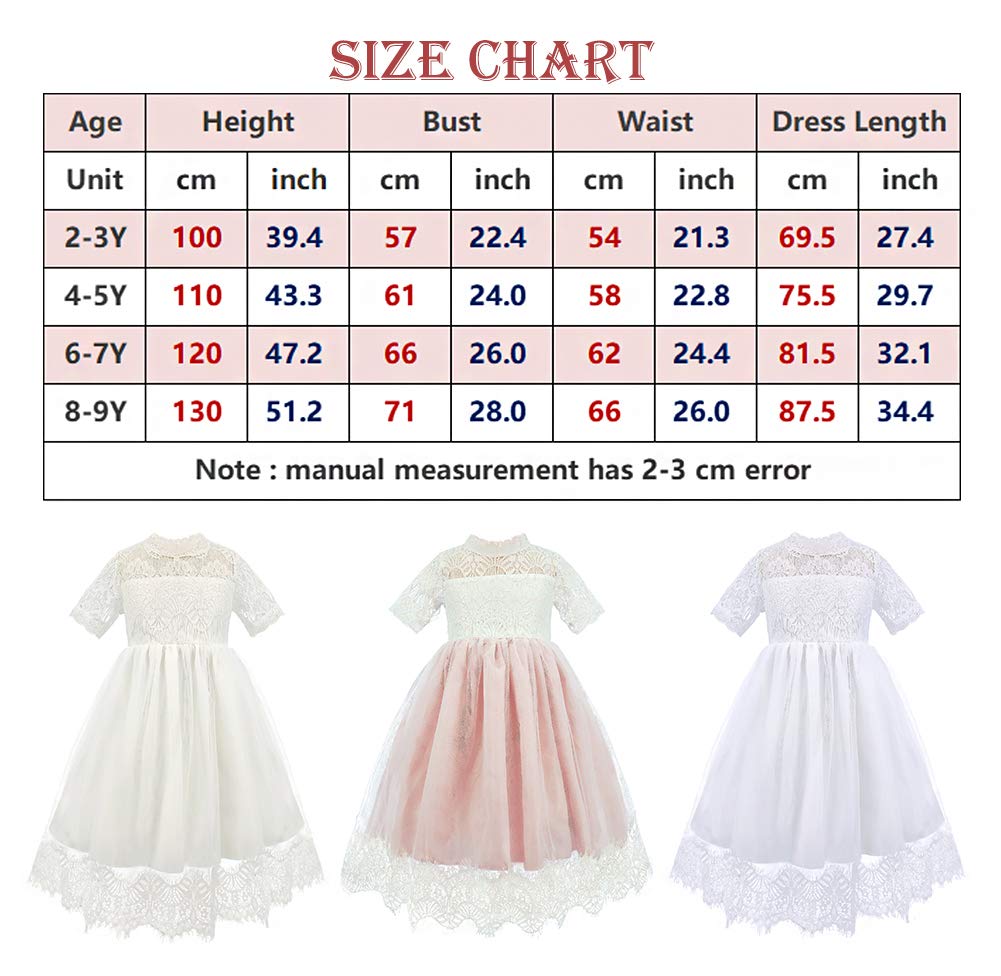 SIZE CHART
Age Height Bust Waist Dress Length
Unit cm inch cm inch cm inch cm inch
2-3Y 100 39.4 57 22.4 54 21.3 69.5 27.4
4-5Y 110 43.3 61 24.0 58 22.8 75.5 29.7
6-7Y 120 47.2 66 26.0 62 24.4 81.5 32.1
8-9Y 130 51.2 71 28.0 66 26.0 87.5 34.4
Note : manual measurement has 2-3 cm error